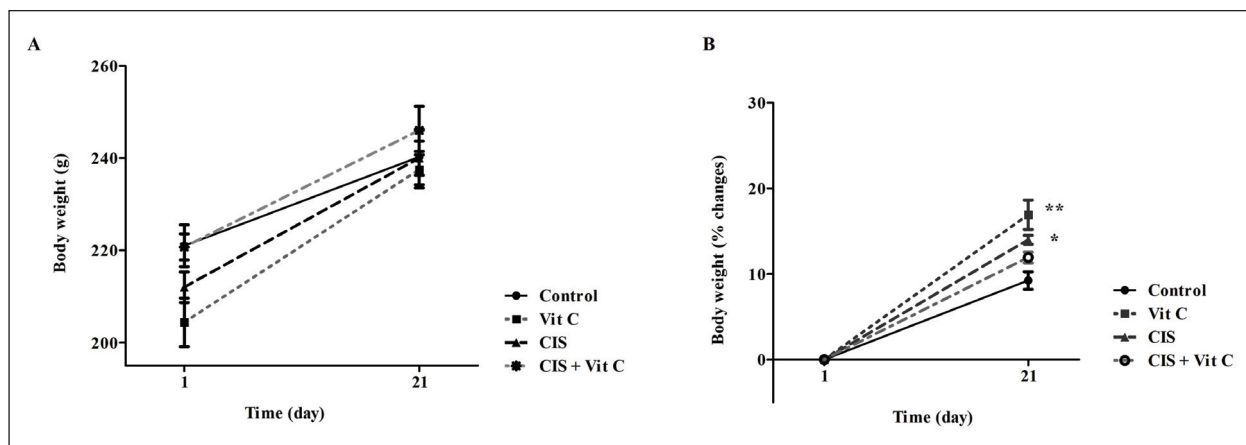 A
260
240
220
200
Body weight (g)
1
21
Time (day)
Control
Vit C
CIS
CIS + Vit C
B
30
20
10
0
Body weight (% changes)
**
*
1
21
Time (day)
Control
Vit C
CIS
CIS + Vit C